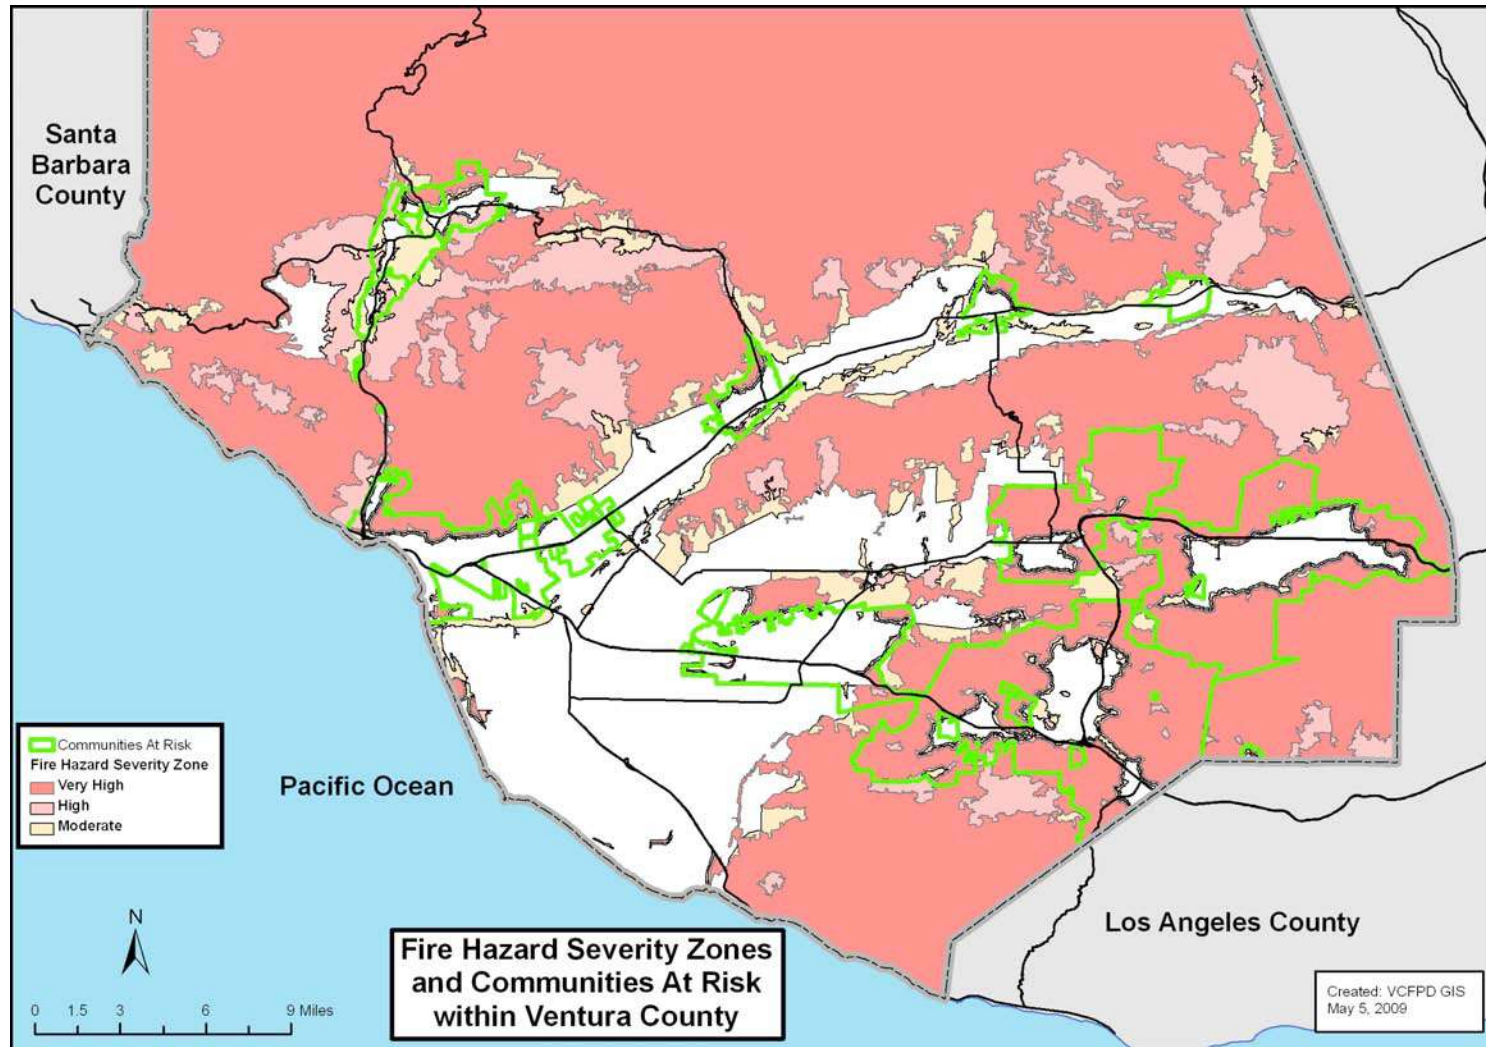 Santa
Barbara
County
Pacific Ocean
Communities At Risk
Fire Hazard Severity Zone
Very High
High
Moderate
N
0 1.5 3 6 9 Miles
Fire Hazard Severity Zones
and Communities At Risk
within Ventura County
Los Angeles County
Created: VCFPD GIS
May 5, 2009